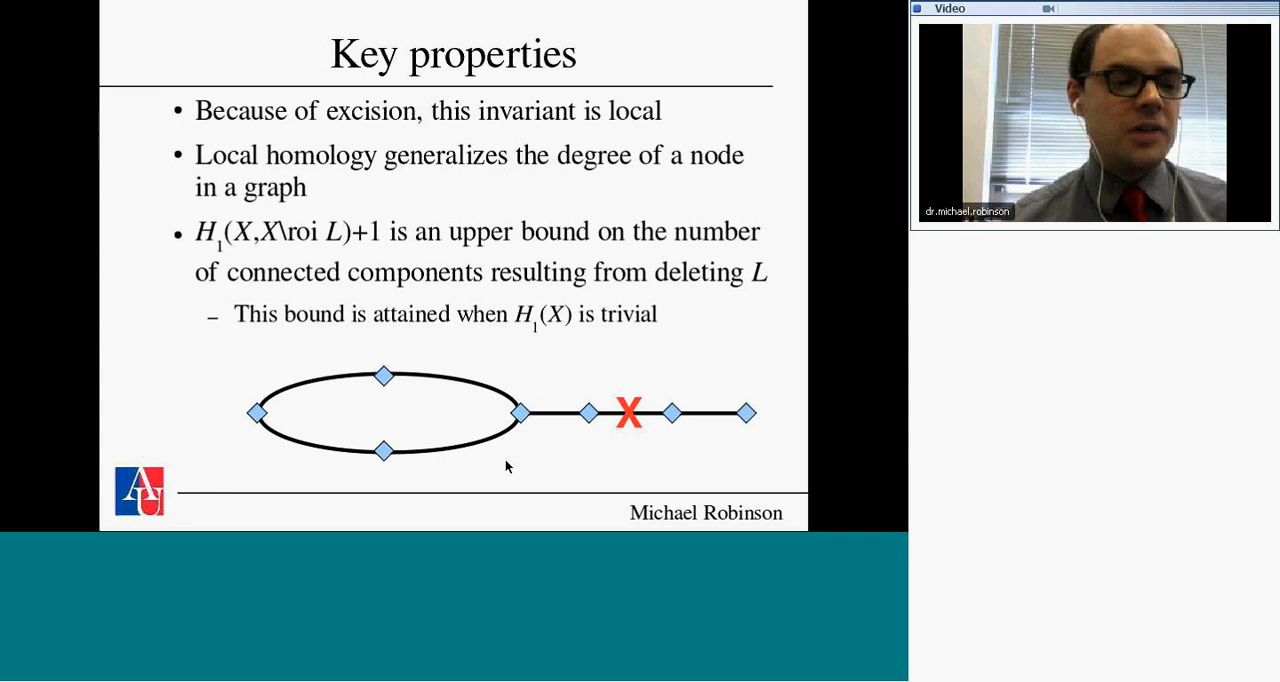 Key properties
• Because of excision, this invariant is local
• Local homology generalizes the degree of a node
in a graph
• H₁(X,X\roi L)+1 is an upper bound on the number
of connected components resulting from deleting L
– This bound is attained when H₁(X) is trivial
X
AU
Michael Robinson
Video
dr.michael.robinson